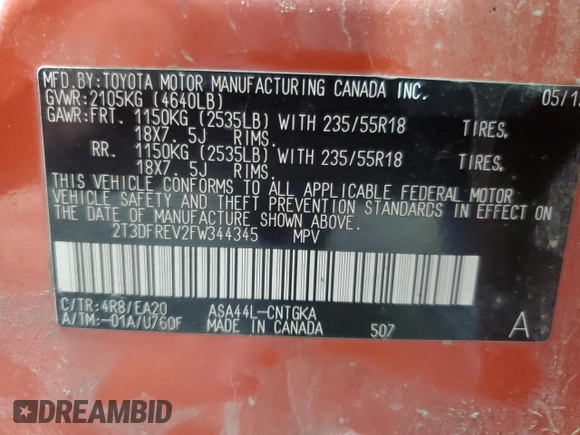 MFD.BY:TOYOTA MOTOR MANUFACTURING CANADA INC. 05/15
GVWR:2105KG (4640LB)
GAWR:FRT. 1150KG (2535LB) WITH 235/55R18 TIRES,
18X7. 5J RIMS.
RR. 1150KG (2535LB) WITH 235/55R18 TIRES,
18X7. 5J RIMS.
THIS VEHICLE CONFORMS TO ALL APPLICABLE FEDERAL MOTOR
VEHICLE SAFETY AND THEFT PREVENTION STANDARDS IN EFFECT ON
THE DATE OF MANUFACTURE SHOWN ABOVE.
2T3DFREV2FW344345 MPV
C/TR:4R8/EA20 ASA44L-CNTGKA
A/TM:-01A/U760F MADE IN CANADA 507 A
DREAMBID